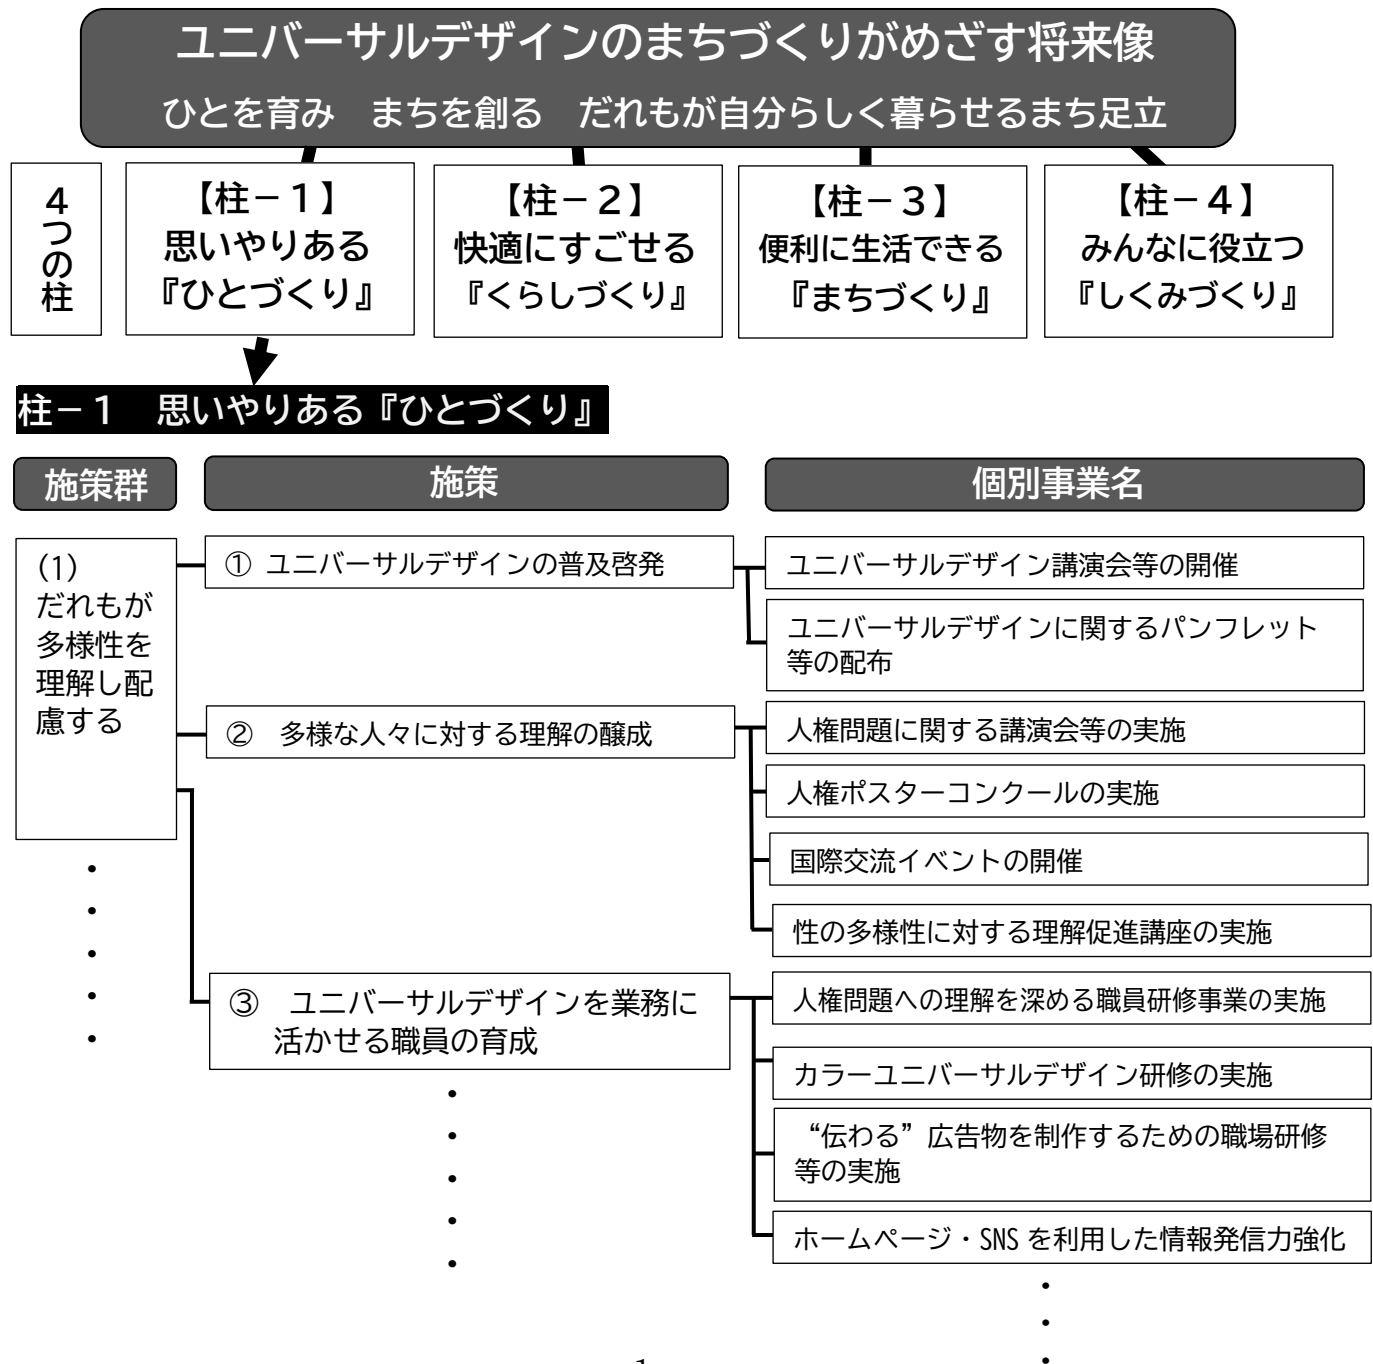 ユニバーサルデザインのまちづくりがめざす将来像
ひとを育み　まちを創る　だれもが自分らしく暮らせるまち足立
４つの柱
【柱－１】
思いやりある
『ひとづくり』
【柱－２】
快適にすごせる
『くらしづくり』
【柱－３】
便利に生活できる
『まちづくり』
【柱－４】
みんなに役立つ
『しくみづくり』
柱－１　思いやりある『ひとづくり』
施策群
施策
個別事業名
(1)
だれもが
多様性を
理解し配
慮する
① ユニバーサルデザインの普及啓発
ユニバーサルデザイン講演会等の開催
ユニバーサルデザインに関するパンフレット
等の配布
②　多様な人々に対する理解の醸成
人権問題に関する講演会等の実施
人権ポスターコンクールの実施
国際交流イベントの開催
性の多様性に対する理解促進講座の実施
③　ユニバーサルデザインを業務に
活かせる職員の育成
人権問題への理解を深める職員研修事業の実施
カラーユニバーサルデザイン研修の実施
“伝わる”広告物を制作するための職場研修
等の実施
ホームページ・SNS を利用した情報発信力強化